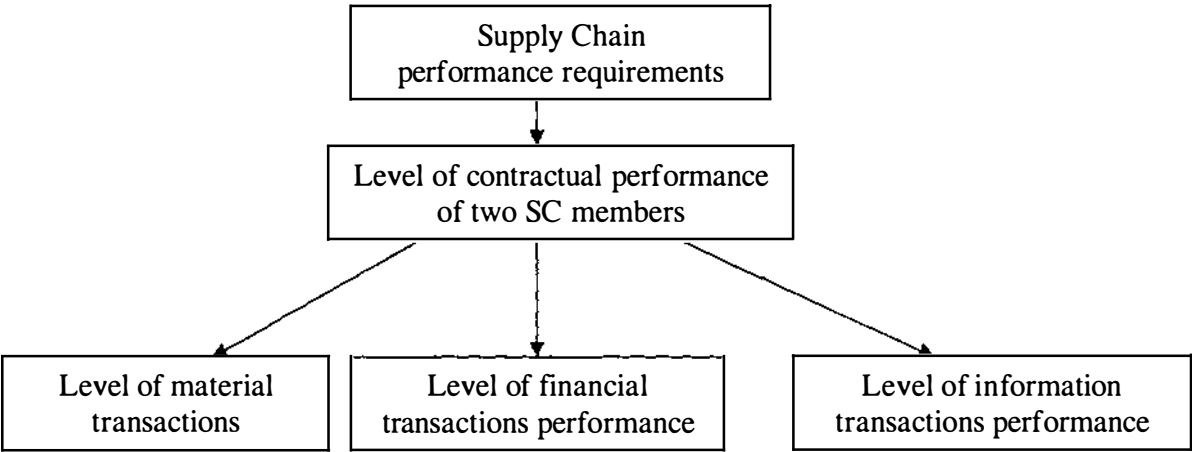 Supply Chain
performance requirements
Level of contractual performance
of two SC members
Level of material
transactions
Level of financial
transactions performance
Level of information
transactions performance